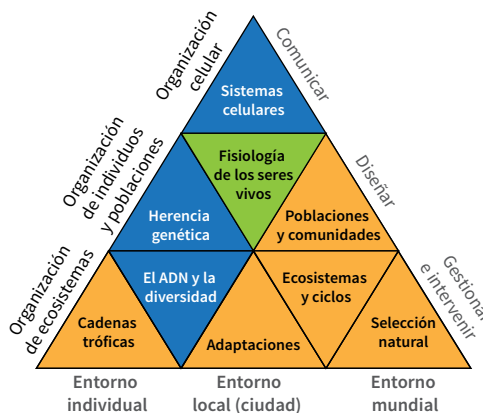 Organización
celular
Comunicar
Sistemas
celulares
Organización
de individuos
y poblaciones
Diseñar
Fisiología
de los seres
vivos
Herencia
genética
Poblaciones
y comunidades
Organización
de ecosistemas
Gestionar
e intervenir
El ADN y la
diversidad
Ecosistemas
y ciclos
Cadenas
tróficas
Adaptaciones
Selección
natural
Entorno
individual
Entorno
local (ciudad)
Entorno
mundial